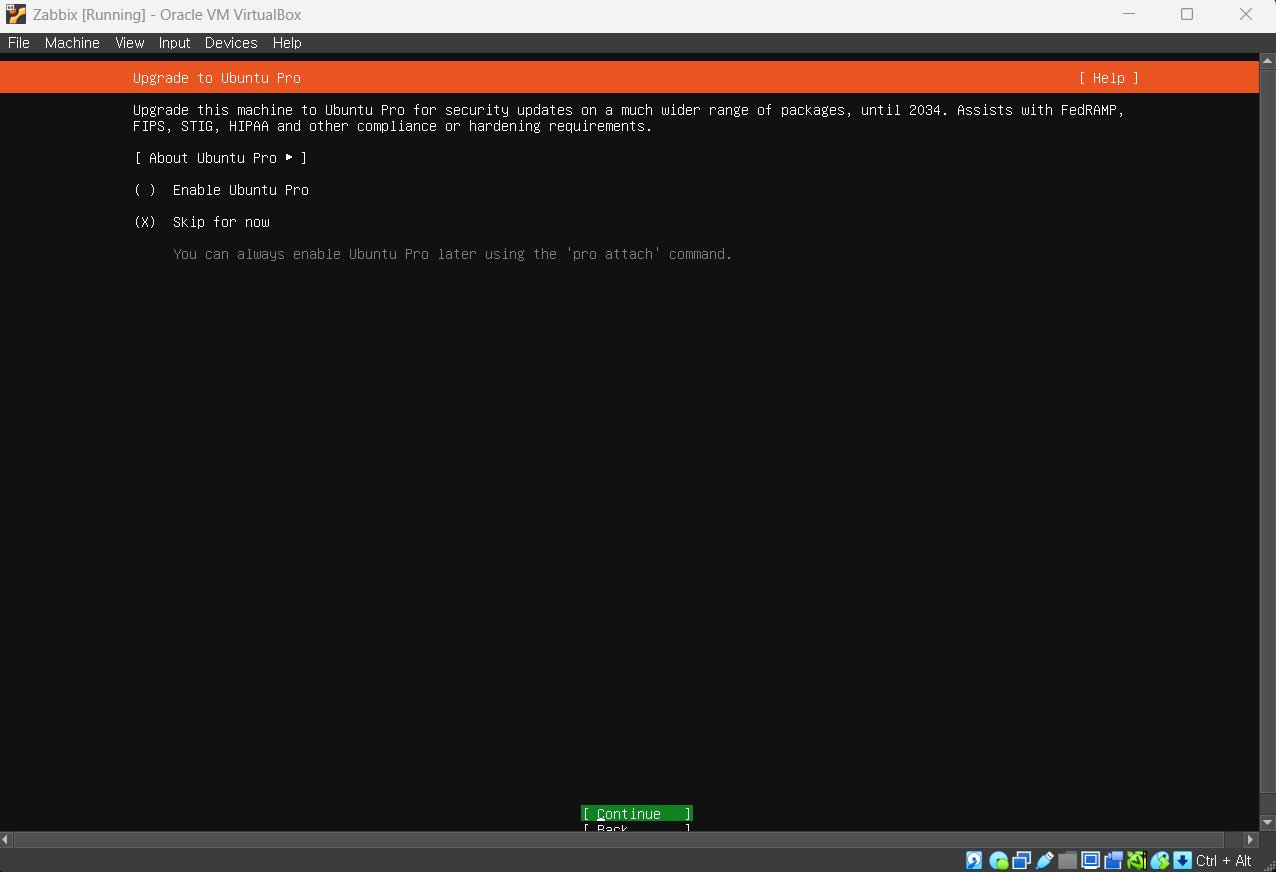 Zabbix [Running] - Oracle VM VirtualBox
File Machine View Input Devices Help
Upgrade to Ubuntu Pro [ Help ]
Upgrade this machine to Ubuntu Pro for security updates on a much wider range of packages, until 2034. Assists with FedRAMP,
FIPS, STIG, HIPAA and other compliance or hardening requirements.
[ About Ubuntu Pro ▸ ]
( ) Enable Ubuntu Pro
(X) Skip for now
You can always enable Ubuntu Pro later using the 'pro attach' command.
[ Continue ]
[ Back ]
Ctrl + Alt